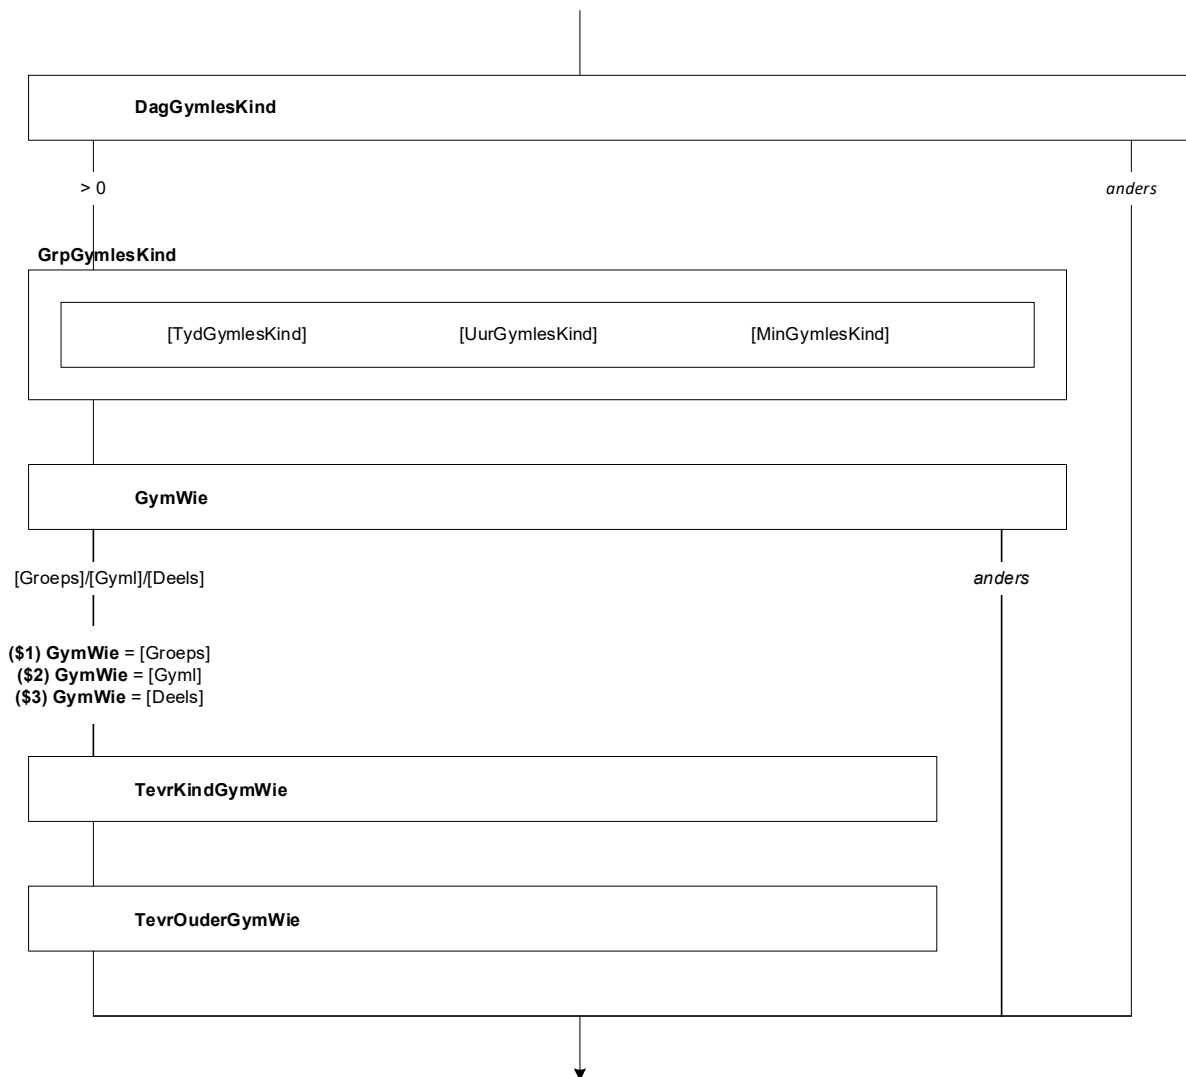 DagGymlesKind
> 0
anders
GrpGymlesKind
[TydGymlesKind]
[UurGymlesKind]
[MinGymlesKind]
GymWie
[Groeps]/[Gyml]/[Deels]
anders
($1) GymWie = [Groeps]
($2) GymWie = [Gyml]
($3) GymWie = [Deels]
TevrKindGymWie
TevrOuderGymWie